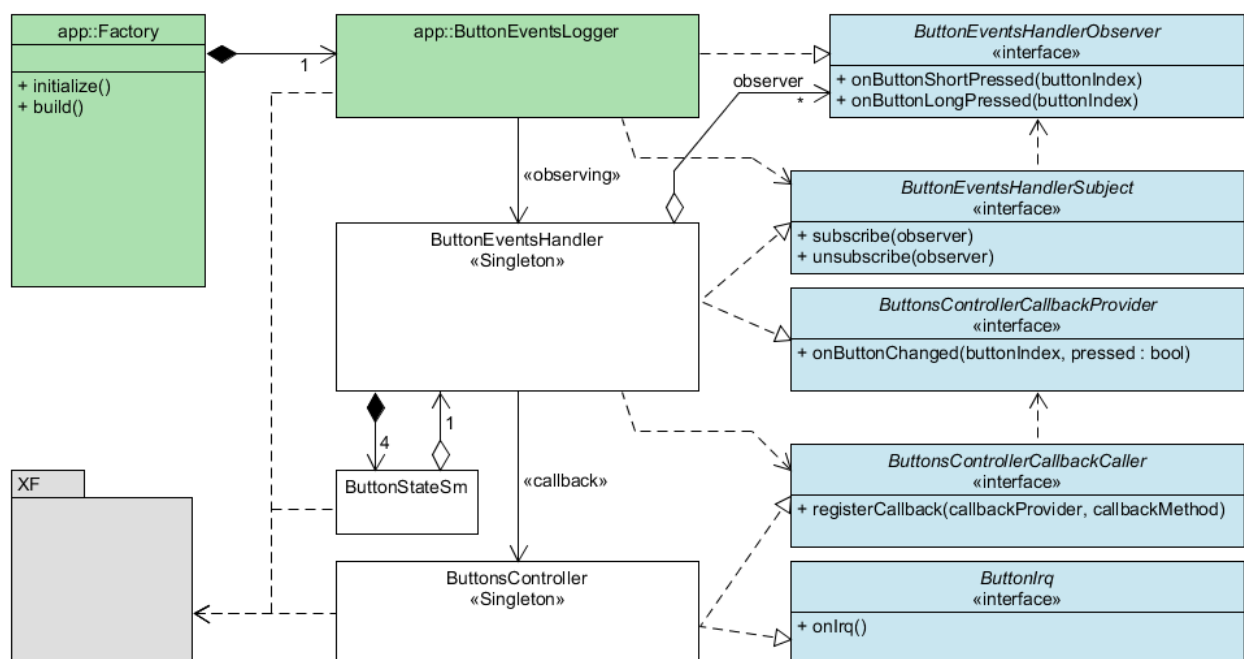 app::Factory
+ initialize()
+ build()
1
app::ButtonEventsLogger
ButtonEventsHandlerObserver
«interface»
+ onButtonShortPressed(buttonIndex)
+ onButtonLongPressed(buttonIndex)
observer
*
«observing»
ButtonEventsHandlerSubject
«interface»
+ subscribe(observer)
+ unsubscribe(observer)
ButtonEventsHandler
«Singleton»
ButtonsControllerCallbackProvider
«interface»
+ onButtonChanged(buttonIndex, pressed : bool)
4
1
«callback»
ButtonsControllerCallbackCaller
«interface»
+ registerCallback(callbackProvider, callbackMethod)
XF
ButtonStateSm
ButtonsController
«Singleton»
ButtonIrq
«interface»
+ onIrq()